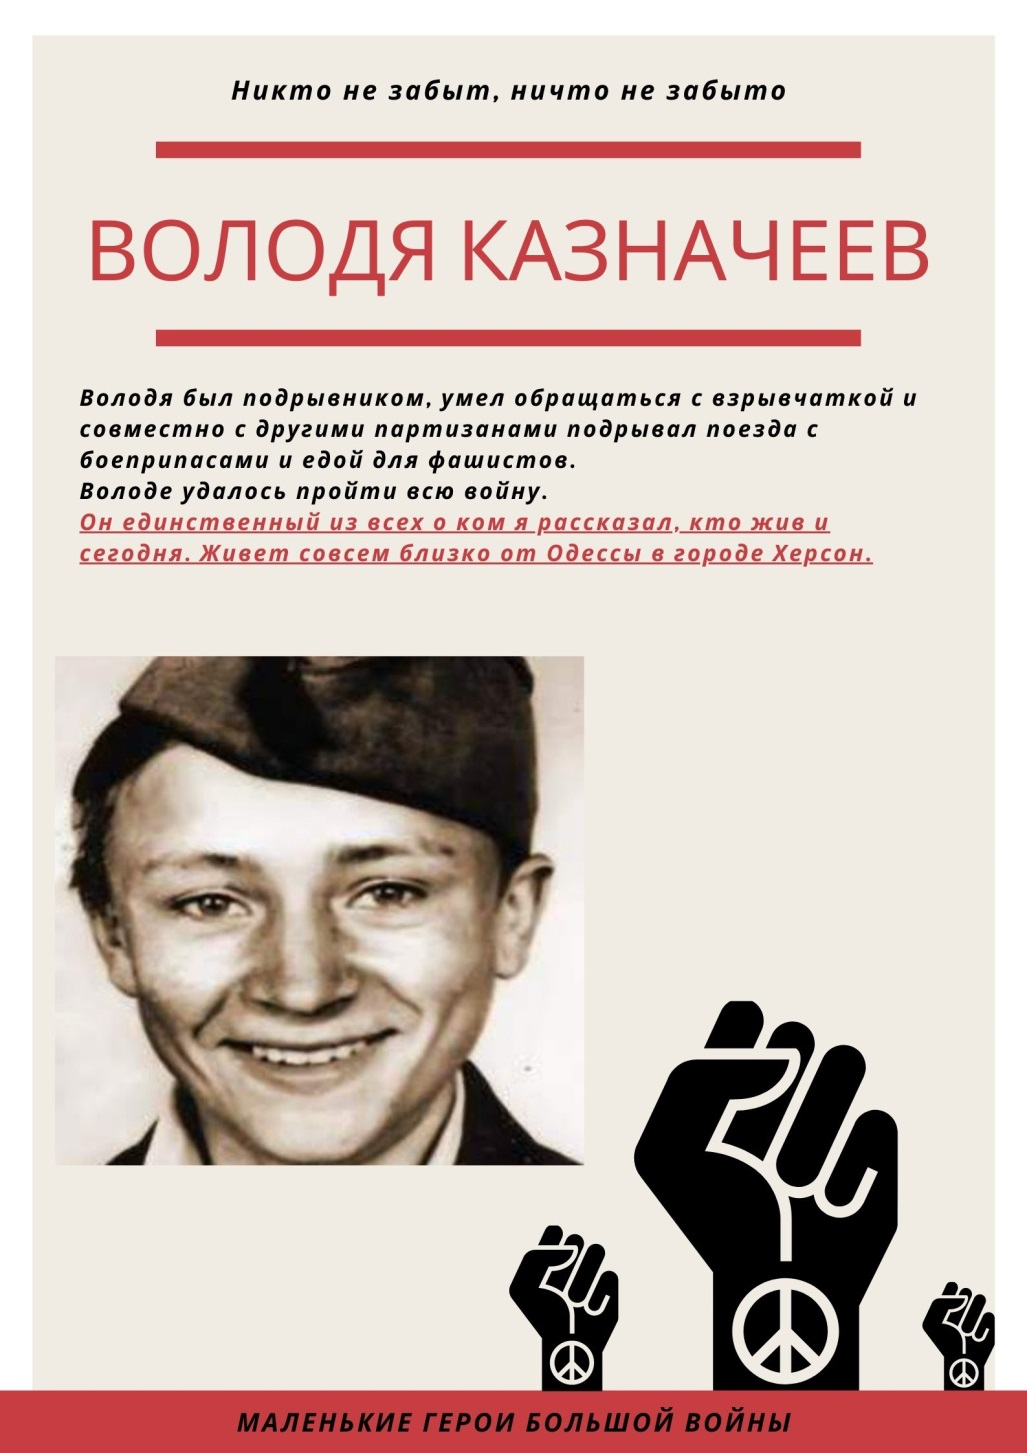 Никто не забыт, ничто не забыто
ВОЛОДЯ КАЗНАЧЕЕВ
Володя был подрывником, умел обращаться с взрывчаткой и
совместно с другими партизанами подрывал поезда с
боеприпасами и едой для фашистов.
Володе удалось пройти всю войну.
Он единственный из всех о ком я рассказал, кто жив и
сегодня. Живет совсем близко от Одессы в городе Херсон.
МАЛЕНЬКИЕ ГЕРОИ БОЛЬШОЙ ВОЙНЫ